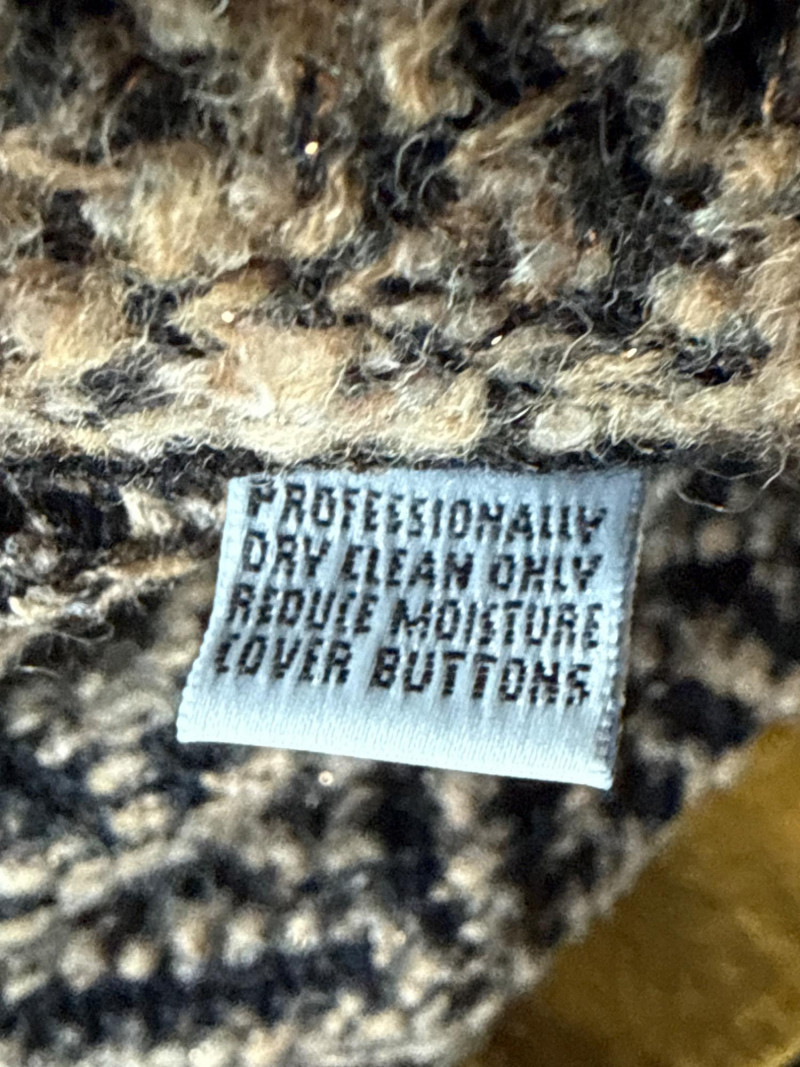 PROFESSIONALLY
DRY CLEAN ONLY
REDUCE MOISTURE
COVER BUTTONS